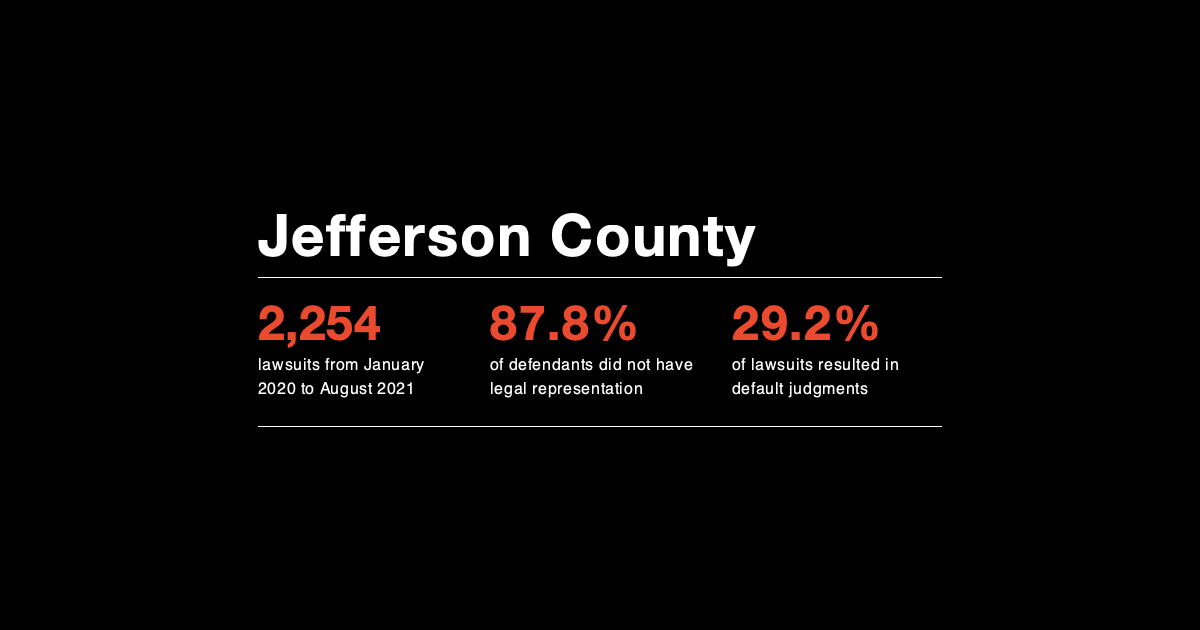 Jefferson County
2,254
lawsuits from January
2020 to August 2021
87.8%
of defendants did not have
legal representation
29.2%
of lawsuits resulted in
default judgments